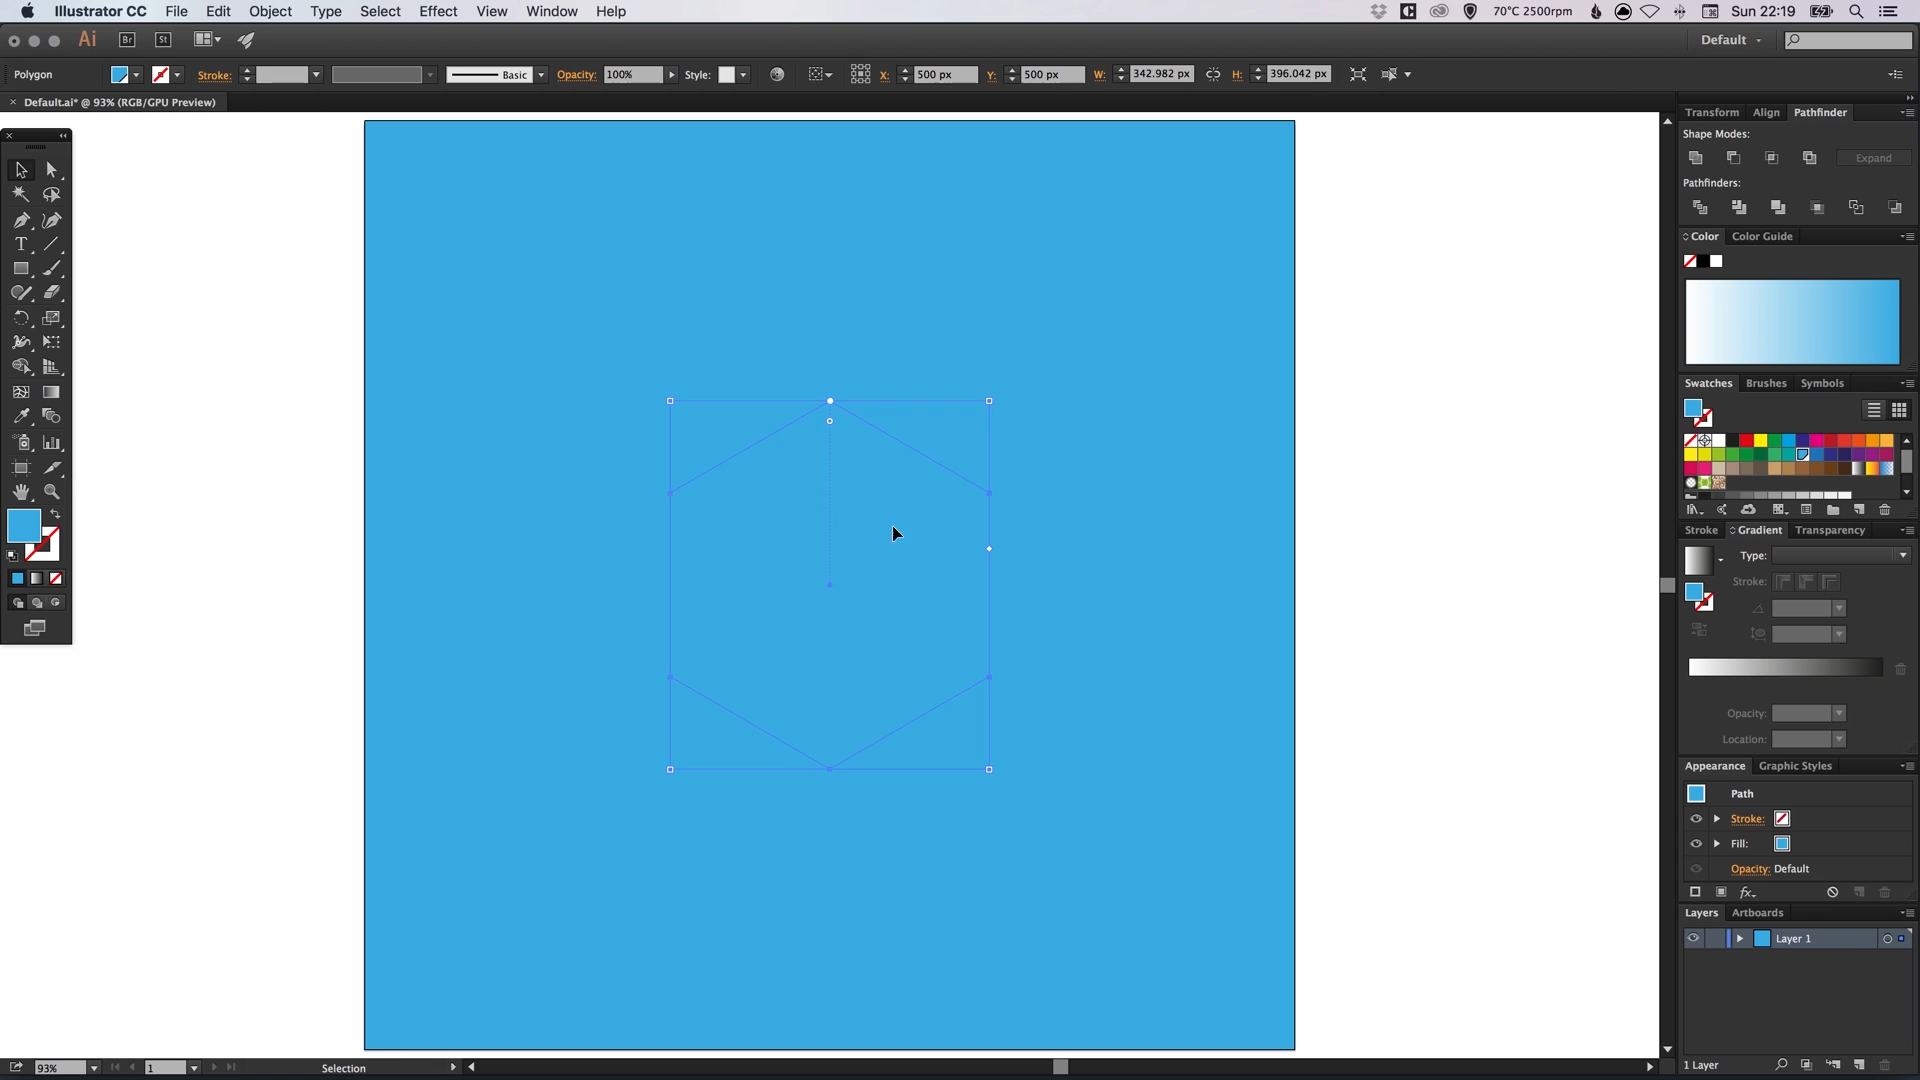 Illustrator CC File Edit Object Type Select Effect View Window Help 70°C 2500rpm Sun 22:19
Ai Br St Default
Polygon Stroke: Basic Opacity: 100% Style: X: 500 px Y: 500 px W: 342.982 px H: 396.042 px
× Default.ai* @ 93% (RGB/GPU Preview)
Transform Align Pathfinder
Shape Modes:
Expand
Pathfinders:
Color Color Guide
Swatches Brushes Symbols
Stroke Gradient Transparency
Type:
Stroke:
Opacity:
Location:
Appearance Graphic Styles
Path
Stroke:
Fill:
Opacity: Default
fx
Layers Artboards
Layer 1
1 Layer
93% 1 Selection